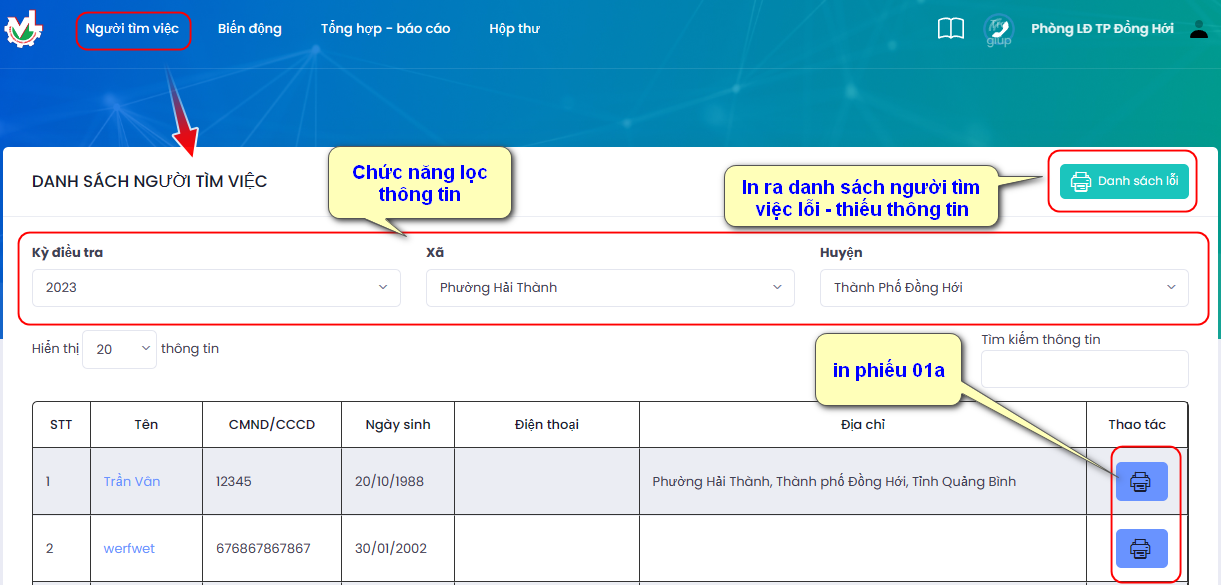 Người tìm việc
Biến động
Tổng hợp - báo cáo
Hộp thư
Trợ
giúp
Phòng LĐ TP Đồng Hới
DANH SÁCH NGƯỜI TÌM VIỆC
Chức năng lọc
thông tin
In ra danh sách người tìm
việc lỗi - thiếu thông tin
Danh sách lỗi
Kỳ điều tra
Xã
Huyện
2023
Phường Hải Thành
Thành Phố Đồng Hới
Hiển thị 20 thông tin
Tìm kiếm thông tin
in phiếu 01a
STT Tên CMND/CCCD Ngày sinh Điện thoại Địa chỉ Thao tác
1 Trần Vân 12345 20/10/1988 Phường Hải Thành, Thành phố Đồng Hới, Tỉnh Quảng Bình
2 werfwet 676867867867 30/01/2002